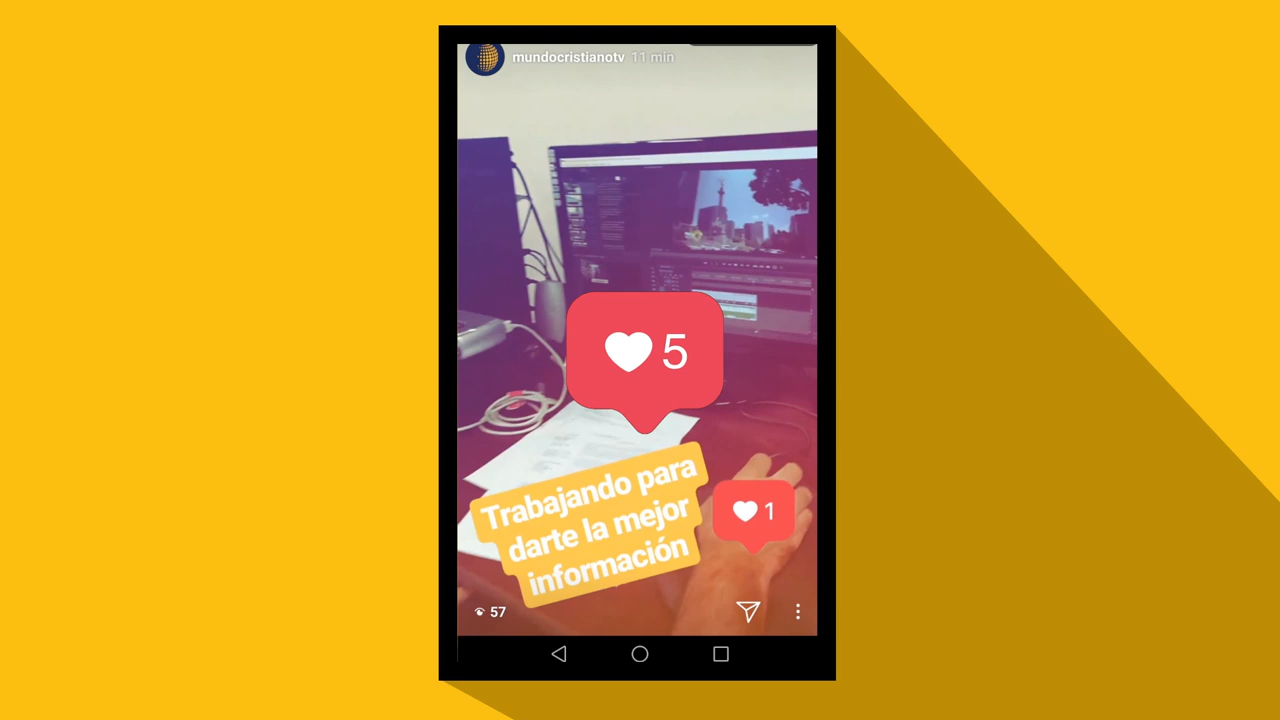 mundocristianotv 11 min
5
Trabajando para
darte la mejor
información
1
57